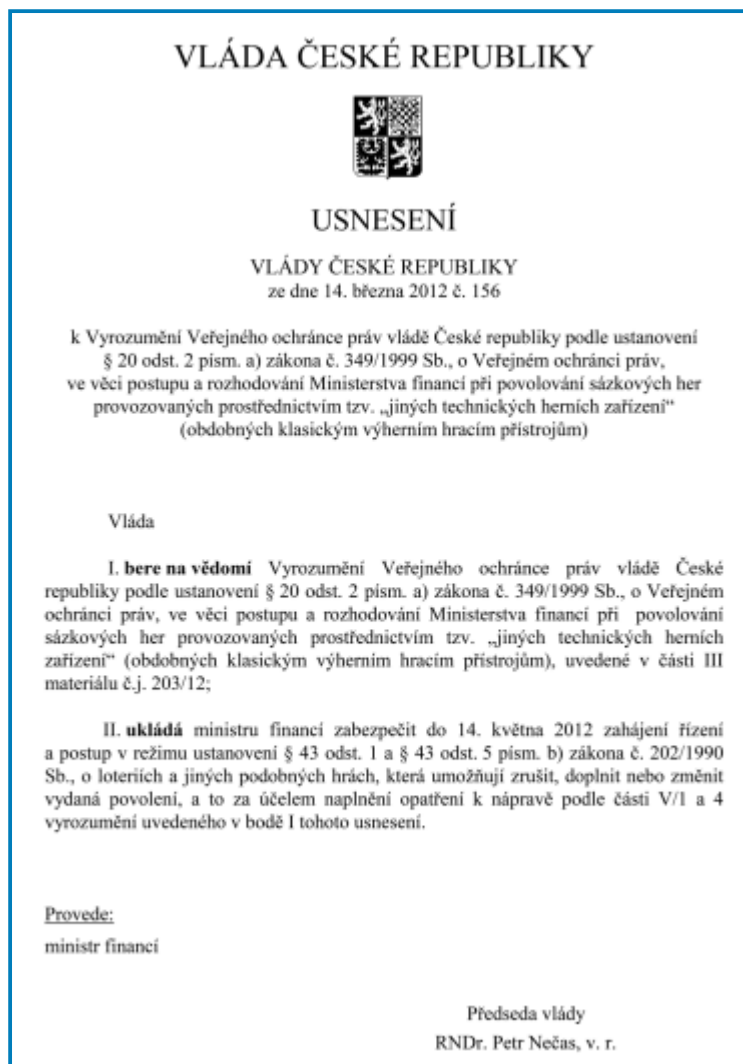 VLÁDA ČESKÉ REPUBLIKY
USNESENÍ
VLÁDY ČESKÉ REPUBLIKY
ze dne 14. března 2012 č. 156
k Vyrozumění Veřejného ochránce práv vládě České republiky podle ustanovení
§ 20 odst. 2 písm. a) zákona č. 349/1999 Sb., o Veřejném ochránci práv,
ve věci postupu a rozhodování Ministerstva financí při povolování sázkových her
provozovaných prostřednictvím tzv. „jiných technických herních zařízení“
(obdobných klasickým výherním hracím přístrojům)
Vláda
I. bere na vědomí Vyrozumění Veřejného ochránce práv vládě České
republiky podle ustanovení § 20 odst. 2 písm. a) zákona č. 349/1999 Sb., o Veřejném
ochránci práv, ve věci postupu a rozhodování Ministerstva financí při povolování
sázkových her provozovaných prostřednictvím tzv. „jiných technických herních
zařízení“ (obdobných klasickým výherním hracím přístrojům), uvedené v části III
materiálu č.j. 203/12;
II. ukládá ministru financí zabezpečit do 14. května 2012 zahájení řízení
a postup v režimu ustanovení § 43 odst. 1 a § 43 odst. 5 písm. b) zákona č. 202/1990
Sb., o loteriích a jiných podobných hrách, která umožňují zrušit, doplnit nebo změnit
vydaná povolení, a to za účelem naplnění opatření k nápravě podle části V/1 a 4
vyrozumění uvedeného v bodě I tohoto usnesení.
Provede:
ministr financí
Předseda vlády
RNDr. Petr Nečas, v. r.